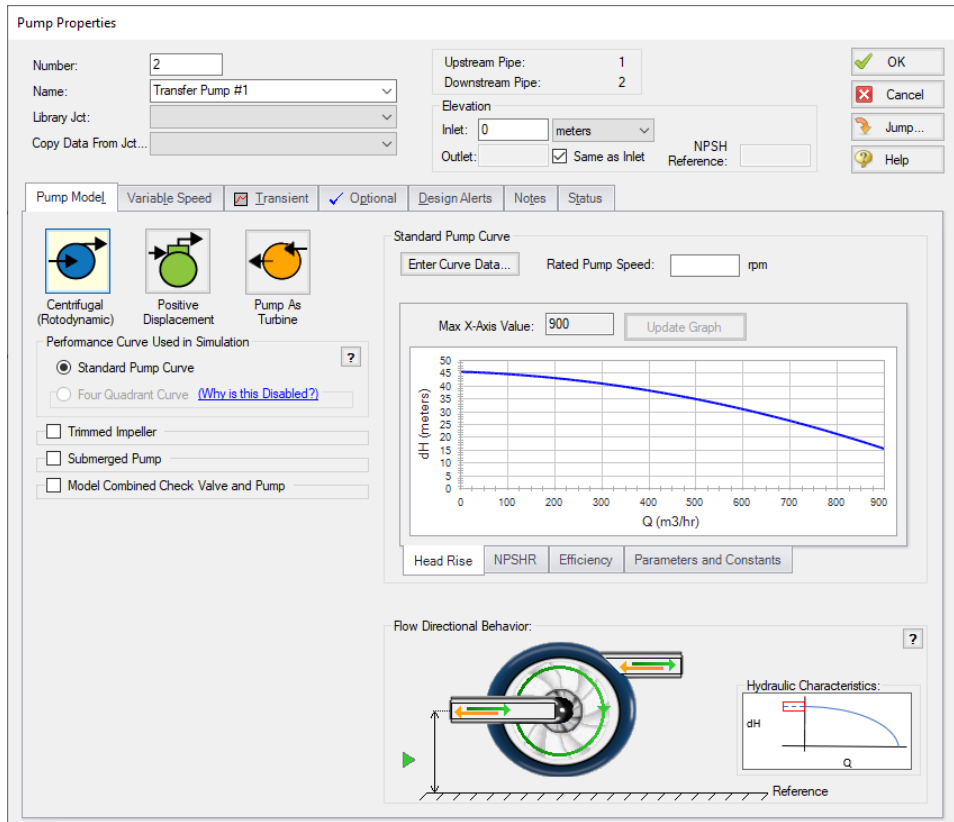 Pump Properties
Number: 2
Name: Transfer Pump #1
Library Jct:
Copy Data From Jct...
Upstream Pipe: 1
Downstream Pipe: 2
Elevation
Inlet: 0 meters
Outlet: Same as Inlet
NPSH
Reference:
OK
Cancel
Jump...
Help
Pump Model
Variable Speed
Transient
Optional
Design Alerts
Notes
Status
Centrifugal
(Rotodynamic)
Positive
Displacement
Pump As
Turbine
Performance Curve Used in Simulation
?
Standard Pump Curve
Four Quadrant Curve (Why is this Disabled?)
Trimmed Impeller
Submerged Pump
Model Combined Check Valve and Pump
Standard Pump Curve
Enter Curve Data... Rated Pump Speed: rpm
Max X-Axis Value: 900 Update Graph
dH (meters)
50
45
40
35
30
25
20
15
10
5
0
0 100 200 300 400 500 600 700 800 900
Q (m3/hr)
Head Rise
NPSHR
Efficiency
Parameters and Constants
Flow Directional Behavior:
?
Hydraulic Characteristics:
dH
Q
Reference